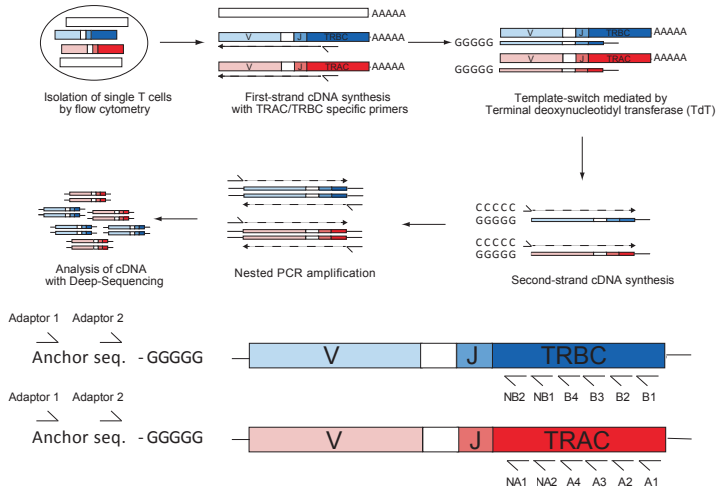 AAAAA
V J TRBC AAAAA
V J TRAC AAAAA
GGGGG AAAAA
V J TRBC
GGGGG AAAAA
V J TRAC
Isolation of single T cells
by flow cytometry
First-strand cDNA synthesis
with TRAC/TRBC specific primers
Template-switch mediated by
Terminal deoxynucleotidyl transferase (TdT)
CCCCC
GGGGG
CCCCC
GGGGG
Second-strand cDNA synthesis
Nested PCR amplification
Analysis of cDNA
with Deep-Sequencing
Adaptor 1 Adaptor 2
Anchor seq. - GGGGG V J TRBC
NB2 NB1 B4 B3 B2 B1
Adaptor 1 Adaptor 2
Anchor seq. - GGGGG V J TRAC
NA1 NA2 A4 A3 A2 A1